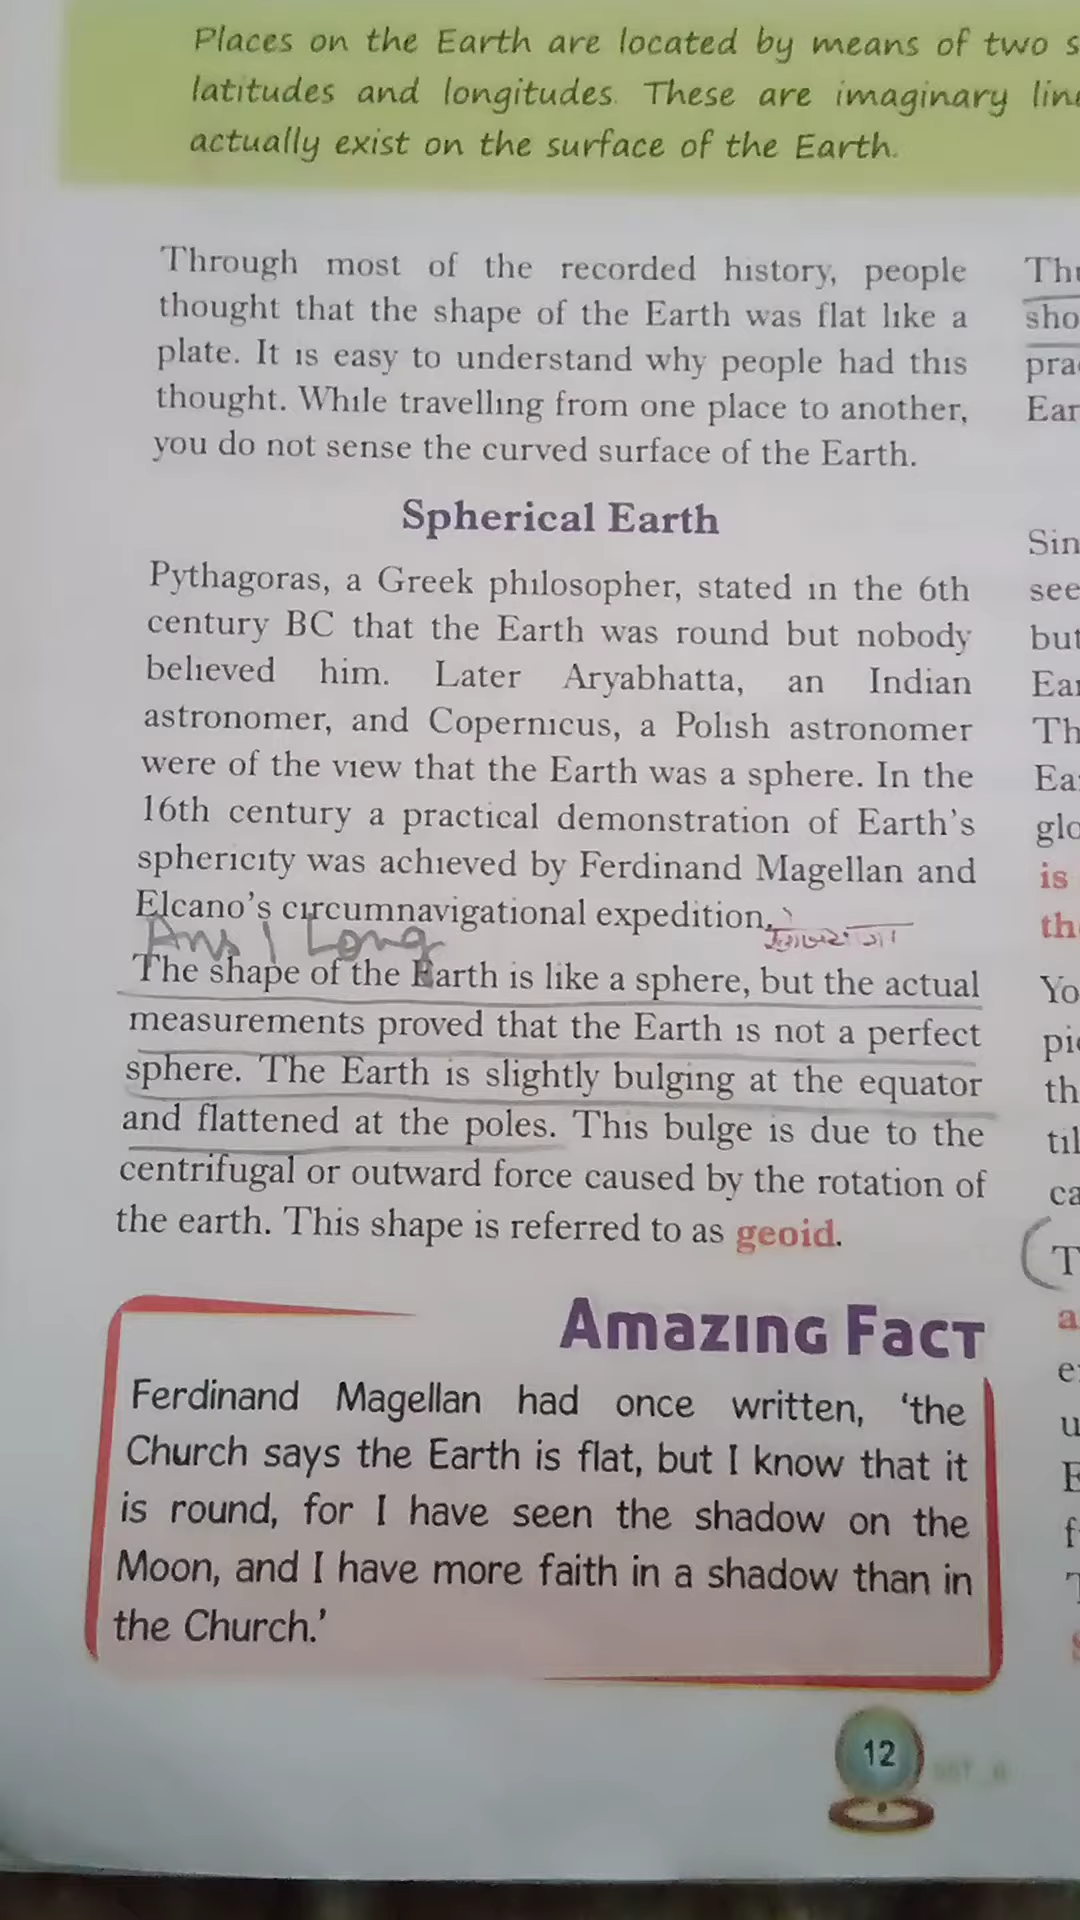 Places on the Earth are located by means of two s
latitudes and longitudes. These are imaginary line
actually exist on the surface of the Earth.
Through most of the recorded history, people
thought that the shape of the Earth was flat like a
plate. It is easy to understand why people had this
thought. While travelling from one place to another,
you do not sense the curved surface of the Earth.
Spherical Earth
Pythagoras, a Greek philosopher, stated in the 6th
century BC that the Earth was round but nobody
believed him. Later Aryabhatta, an Indian
astronomer, and Copernicus, a Polish astronomer
were of the view that the Earth was a sphere. In the
16th century a practical demonstration of Earth's
sphericity was achieved by Ferdinand Magellan and
Elcano's circumnavigational expedition.
Ans 1 Long
The shape of the Earth is like a sphere, but the actual
measurements proved that the Earth is not a perfect
sphere. The Earth is slightly bulging at the equator
and flattened at the poles. This bulge is due to the
centrifugal or outward force caused by the rotation of
the earth. This shape is referred to as geoid.
AMAZING FACT
Ferdinand Magellan had once written, 'the
Church says the Earth is flat, but I know that it
is round, for I have seen the shadow on the
Moon, and I have more faith in a shadow than in
the Church.'
12
sho
pra
Ear
Sin
see
but
Ear
Th
Ea
glo
is
th
Yo
pi
th
til
ca
T
a
e
u
E
f